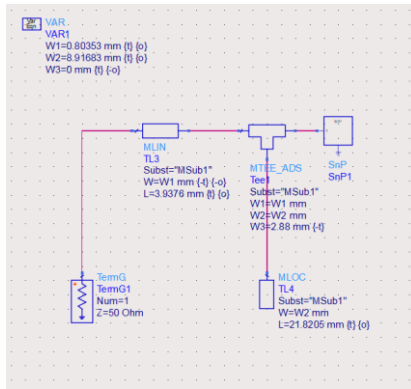 VAR
VAR1
W1=0.80353 mm {t} {o}
W2=8.91683 mm {t} {o}
W3=0 mm {t} {-o}
MLIN
TL3
Subst="MSub1"
W=W1 mm {-t} {-o}
L=3.9376 mm {t} {o}
MTEE_ADS
Tee1
Subst="MSub1"
W1=W1 mm
W2=W2 mm
W3=2.88 mm {-t}
SnP
SnP1
TermG
TermG1
Num=1
Z=50 Ohm
MLOC
TL4
Subst="MSub1"
W=W2 mm
L=21.8205 mm {t} {o}